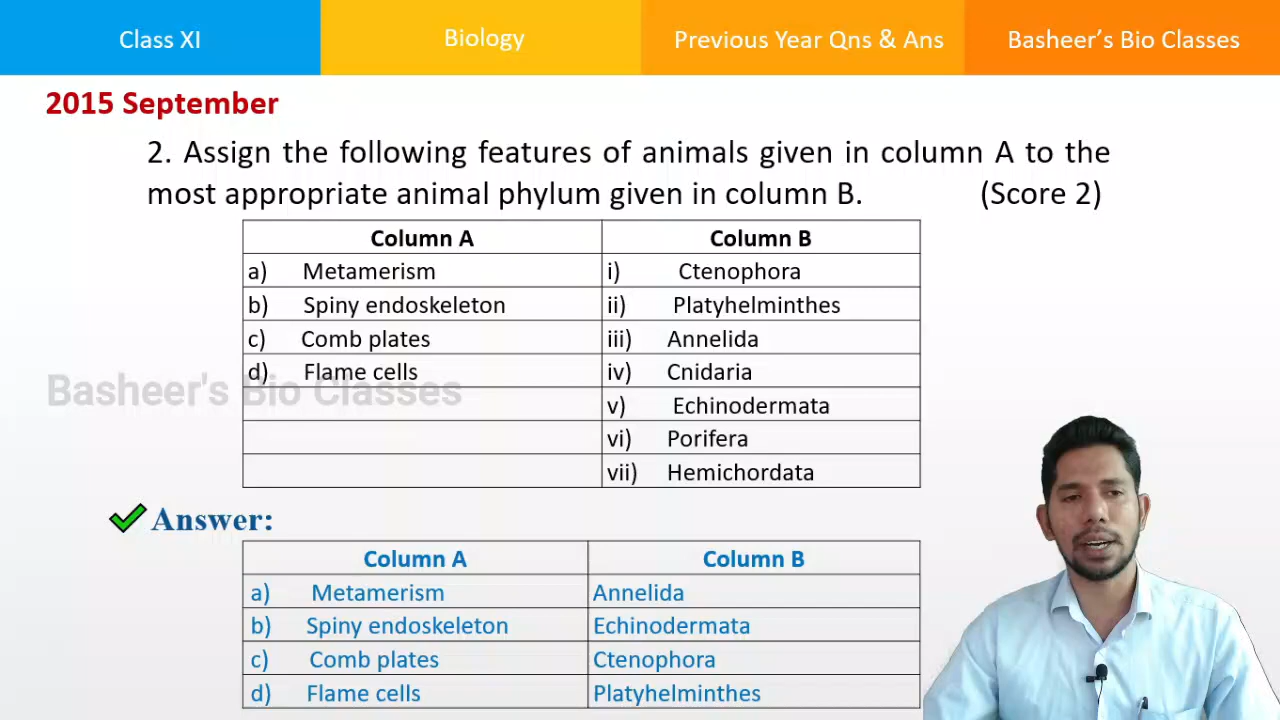 Class XI
Biology
Previous Year Qns & Ans
Basheer's Bio Classes
2015 September
2. Assign the following features of animals given in column A to the
most appropriate animal phylum given in column B. (Score 2)
Column A Column B
a) Metamerism i) Ctenophora
b) Spiny endoskeleton ii) Platyhelminthes
c) Comb plates iii) Annelida
d) Flame cells iv) Cnidaria
Basheer's Bio Classes
v) Echinodermata
vi) Porifera
vii) Hemichordata
Answer:
Column A Column B
a) Metamerism Annelida
b) Spiny endoskeleton Echinodermata
c) Comb plates Ctenophora
d) Flame cells Platyhelminthes